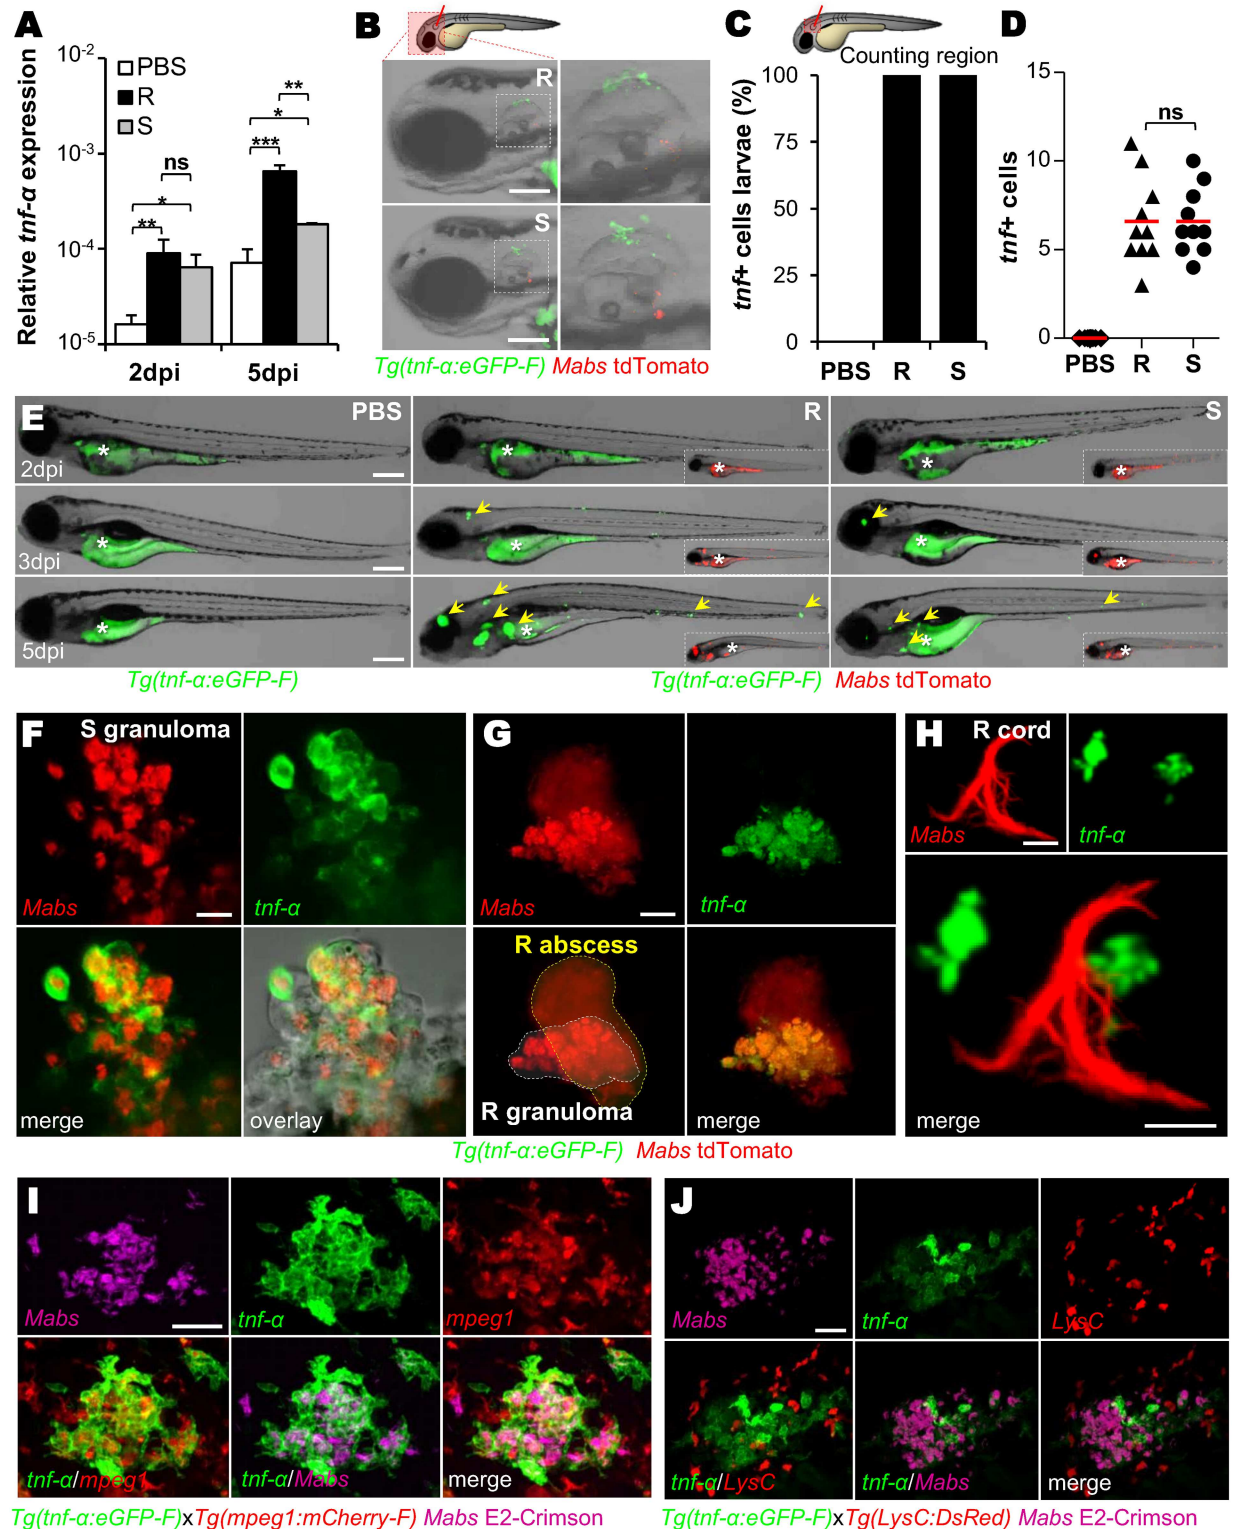 A
Relative tnf-α expression
10-2
10-3
10-4
10-5
PBS
R
S
**
*
ns
***
*
**
2dpi
5dpi
B
R
S
Tg(tnf-α:eGFP-F) Mabs tdTomato
C
Counting region
tnf+ cells larvae (%)
100
75
50
25
0
PBS R S
D
tnf+ cells
15
10
5
0
ns
PBS R S
E
PBS
R
S
2dpi
*
*
*
*
*
3dpi
*
*
*
*
*
5dpi
*
*
*
*
*
Tg(tnf-α:eGFP-F)
Tg(tnf-α:eGFP-F) Mabs tdTomato
F
S granuloma
Mabs
tnf-α
merge
overlay
G
Mabs
tnf-α
R abscess
R granuloma
merge
H
R cord
Mabs
tnf-α
merge
Tg(tnf-α:eGFP-F) Mabs tdTomato
I
Mabs
tnf-α
mpeg1
tnf-α/mpeg1
tnf-α/Mabs
merge
Tg(tnf-α:eGFP-F)xTg(mpeg1:mCherry-F) Mabs E2-Crimson
J
Mabs
tnf-α
LysC
tnf-α/LysC
tnf-α/Mabs
merge
Tg(tnf-α:eGFP-F)xTg(LysC:DsRed) Mabs E2-Crimson